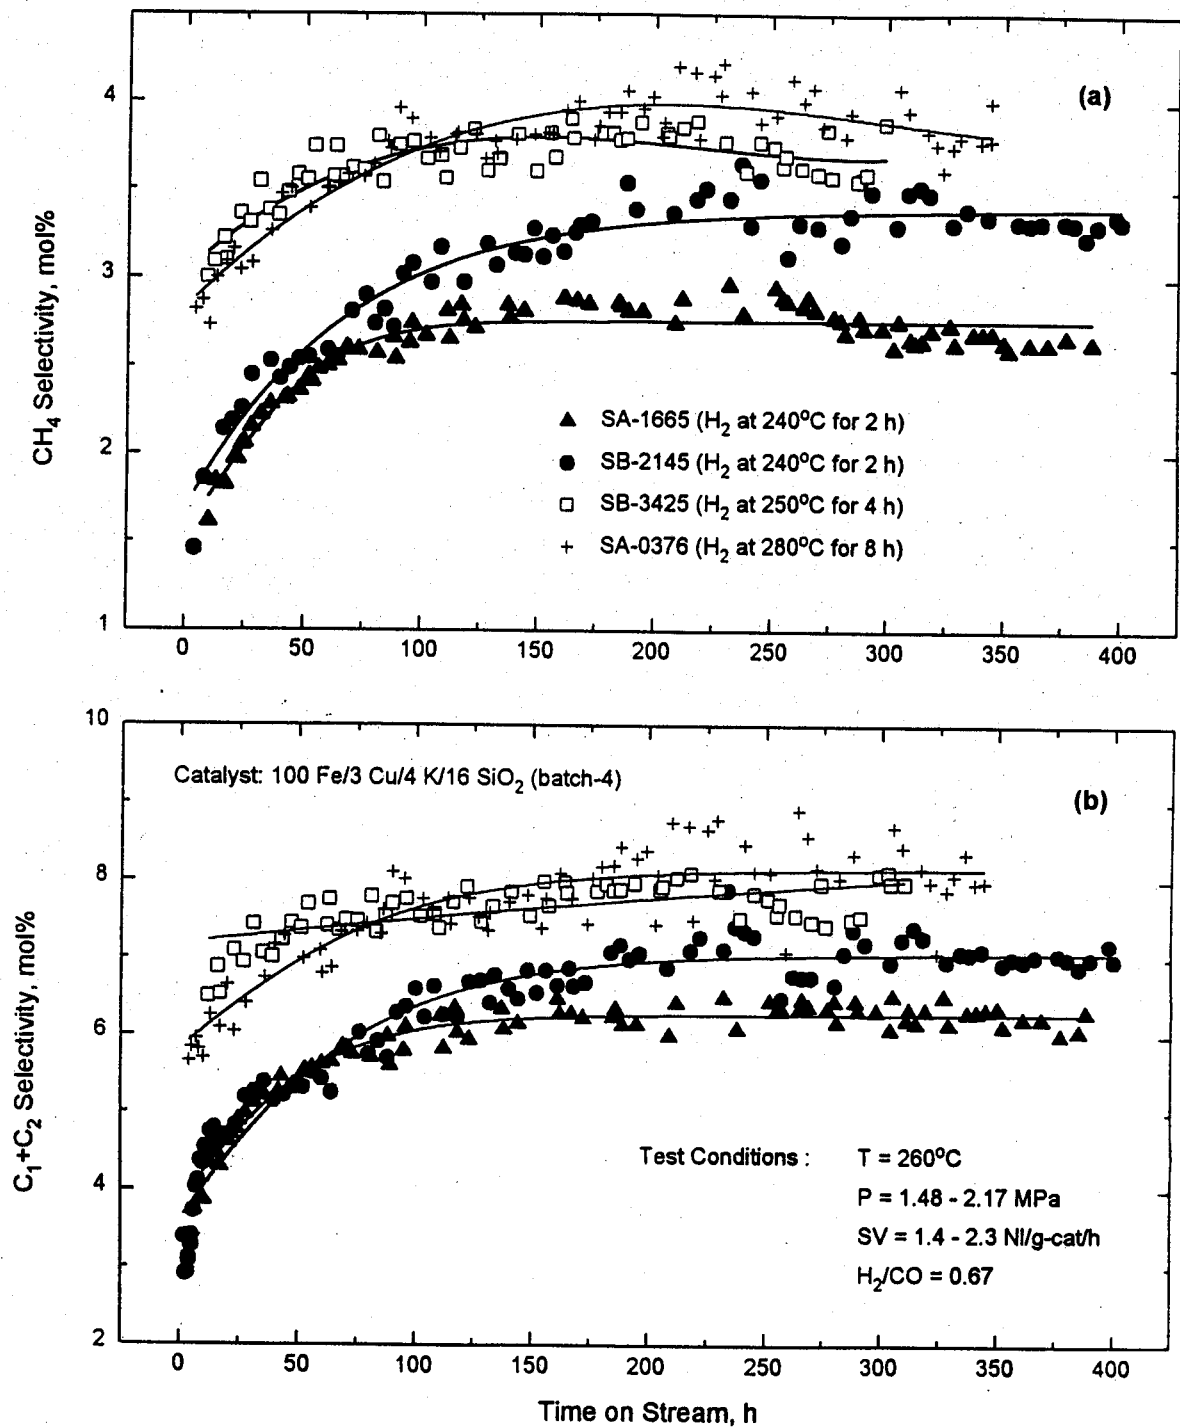 (a)
4
3
2
1
CH4 Selectivity, mol%
SA-1665 (H2 at 240°C for 2 h)
SB-2145 (H2 at 240°C for 2 h)
SB-3425 (H2 at 250°C for 4 h)
SA-0376 (H2 at 280°C for 8 h)
0 50 100 150 200 250 300 350 400
10
8
6
4
2
C1+C2 Selectivity, mol%
Catalyst: 100 Fe/3 Cu/4 K/16 SiO2 (batch-4)
(b)
Test Conditions : T = 260°C
P = 1.48 - 2.17 MPa
SV = 1.4 - 2.3 Nl/g-cat/h
H2/CO = 0.67
0 50 100 150 200 250 300 350 400
Time on Stream, h